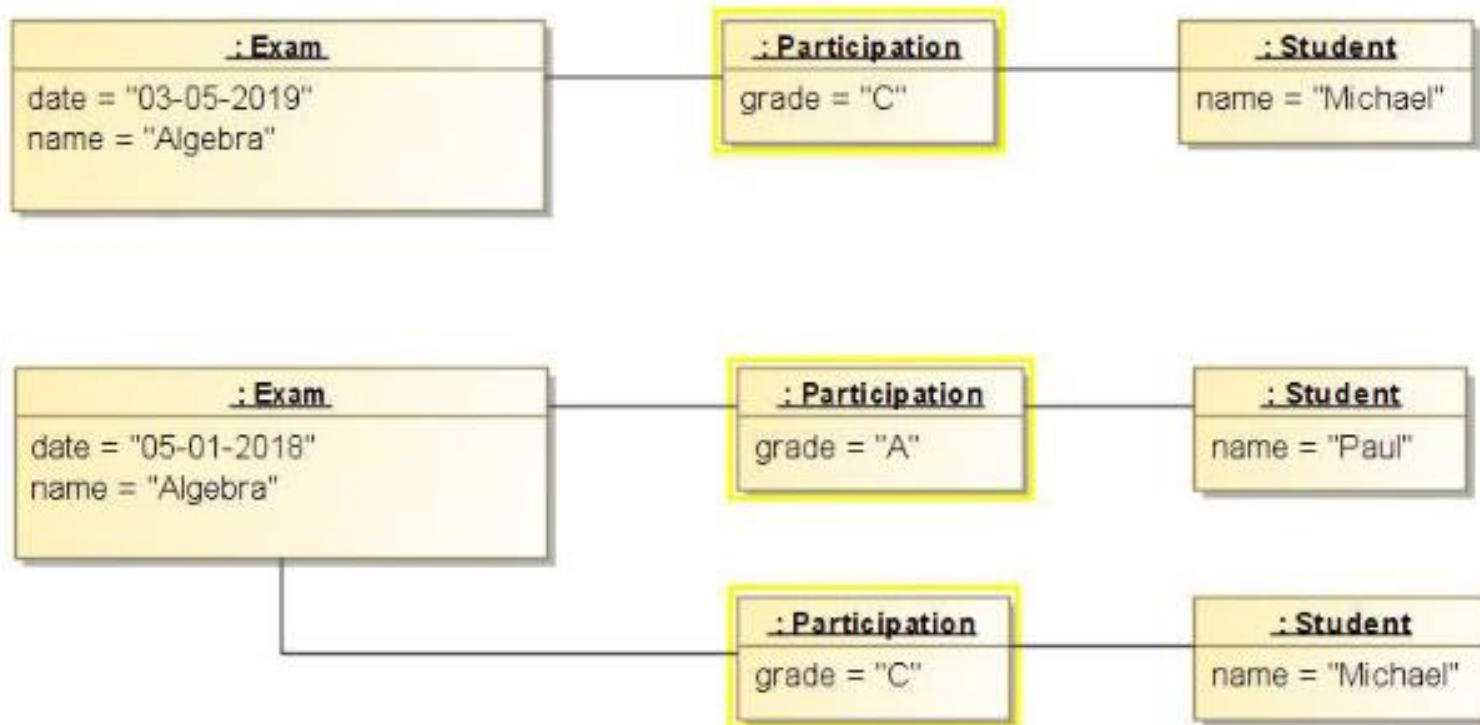 : Exam
date = "03-05-2019"
name = "Algebra"
: Participation
grade = "C"
: Student
name = "Michael"
: Exam
date = "05-01-2018"
name = "Algebra"
: Participation
grade = "A"
: Student
name = "Paul"
: Participation
grade = "C"
: Student
name = "Michael"